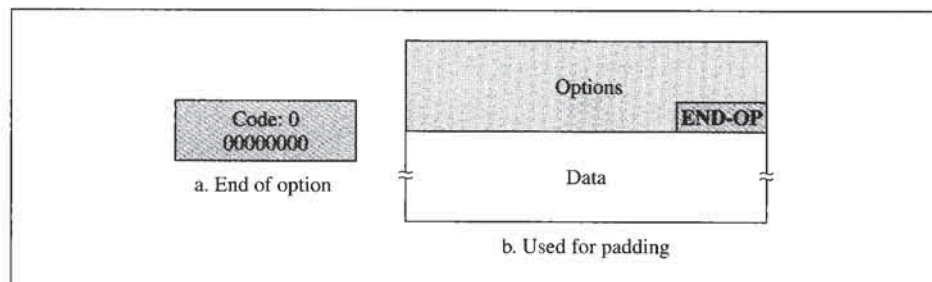 Code: 0
00000000
a. End of option
Options
END-OP
Data
b. Used for padding